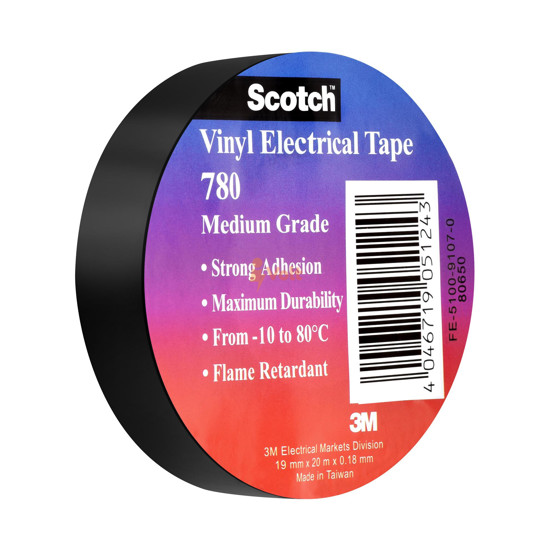 Scotch™
Vinyl Electrical Tape
780
Medium Grade
• Strong Adhesion
• Maximum Durability
• From -10 to 80°C
• Flame Retardant
4 046719 051243
FE-5100-9107-0
80650
3M
3M Electrical Markets Division
19 mm x 20 m x 0.18 mm
Made in Taiwan